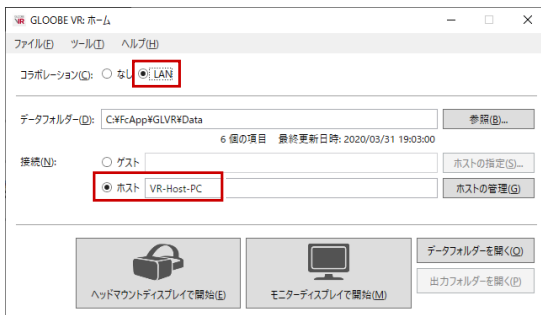 VR GLOOBE VR: ホーム
ファイル(F) ツール(T) ヘルプ(H)
コラボレーション(C): なし LAN
データフォルダー(D): C:¥FcApp¥GLVR¥Data 参照(B)...
6 個の項目 最終更新日時: 2020/03/31 19:03:00
接続(N): ゲスト ホストの指定(S)...
ホスト VR-Host-PC ホストの管理(G)
データフォルダーを開く(O)
出力フォルダーを開く(P)
ヘッドマウントディスプレイで開始(E) モニターディスプレイで開始(M)